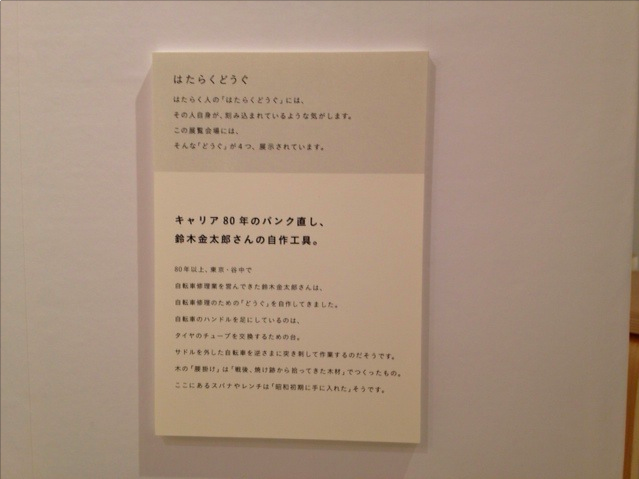 はたらくどうぐ
はたらく人の「はたらくどうぐ」には、
その人自身が、刻み込まれているような気がします。
この展覧会場には、
そんな「どうぐ」が4つ、展示されています。
キャリア80年のパンク直し、
鈴木金太郎さんの自作工具。
80年以上、東京・谷中で
自転車修理業を営んできた鈴木金太郎さんは、
自転車修理のための「どうぐ」を自作してきました。
自転車のハンドルを足にしているのは、
タイヤのチューブを交換するための台。
サドルを外した自転車を逆さまに突き刺して作業するのだそうです。
木の「腰掛け」は「戦後、焼け跡から拾ってきた木材」でつくったもの。
ここにあるスパナやレンチは「昭和前期に手に入れた」そうです。